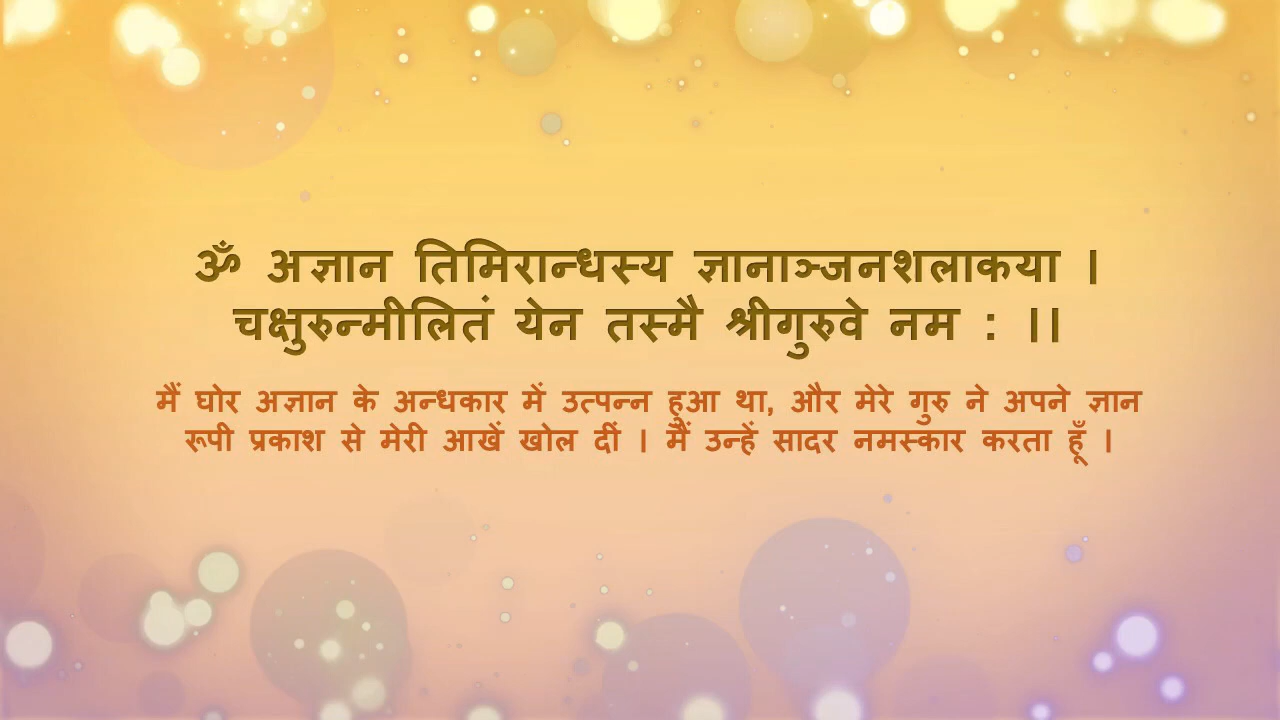 ॐ अज्ञान तिमिरान्धस्य ज्ञानाञ्जनशलाकया ।
चक्षुरुन्मीलितं येन तस्मै श्रीगुरुवे नम : ।।
मैं घोर अज्ञान के अन्धकार में उत्पन्न हुआ था, और मेरे गुरु ने अपने ज्ञान
रूपी प्रकाश से मेरी आखें खोल दीं । मैं उन्हें सादर नमस्कार करता हूँ ।